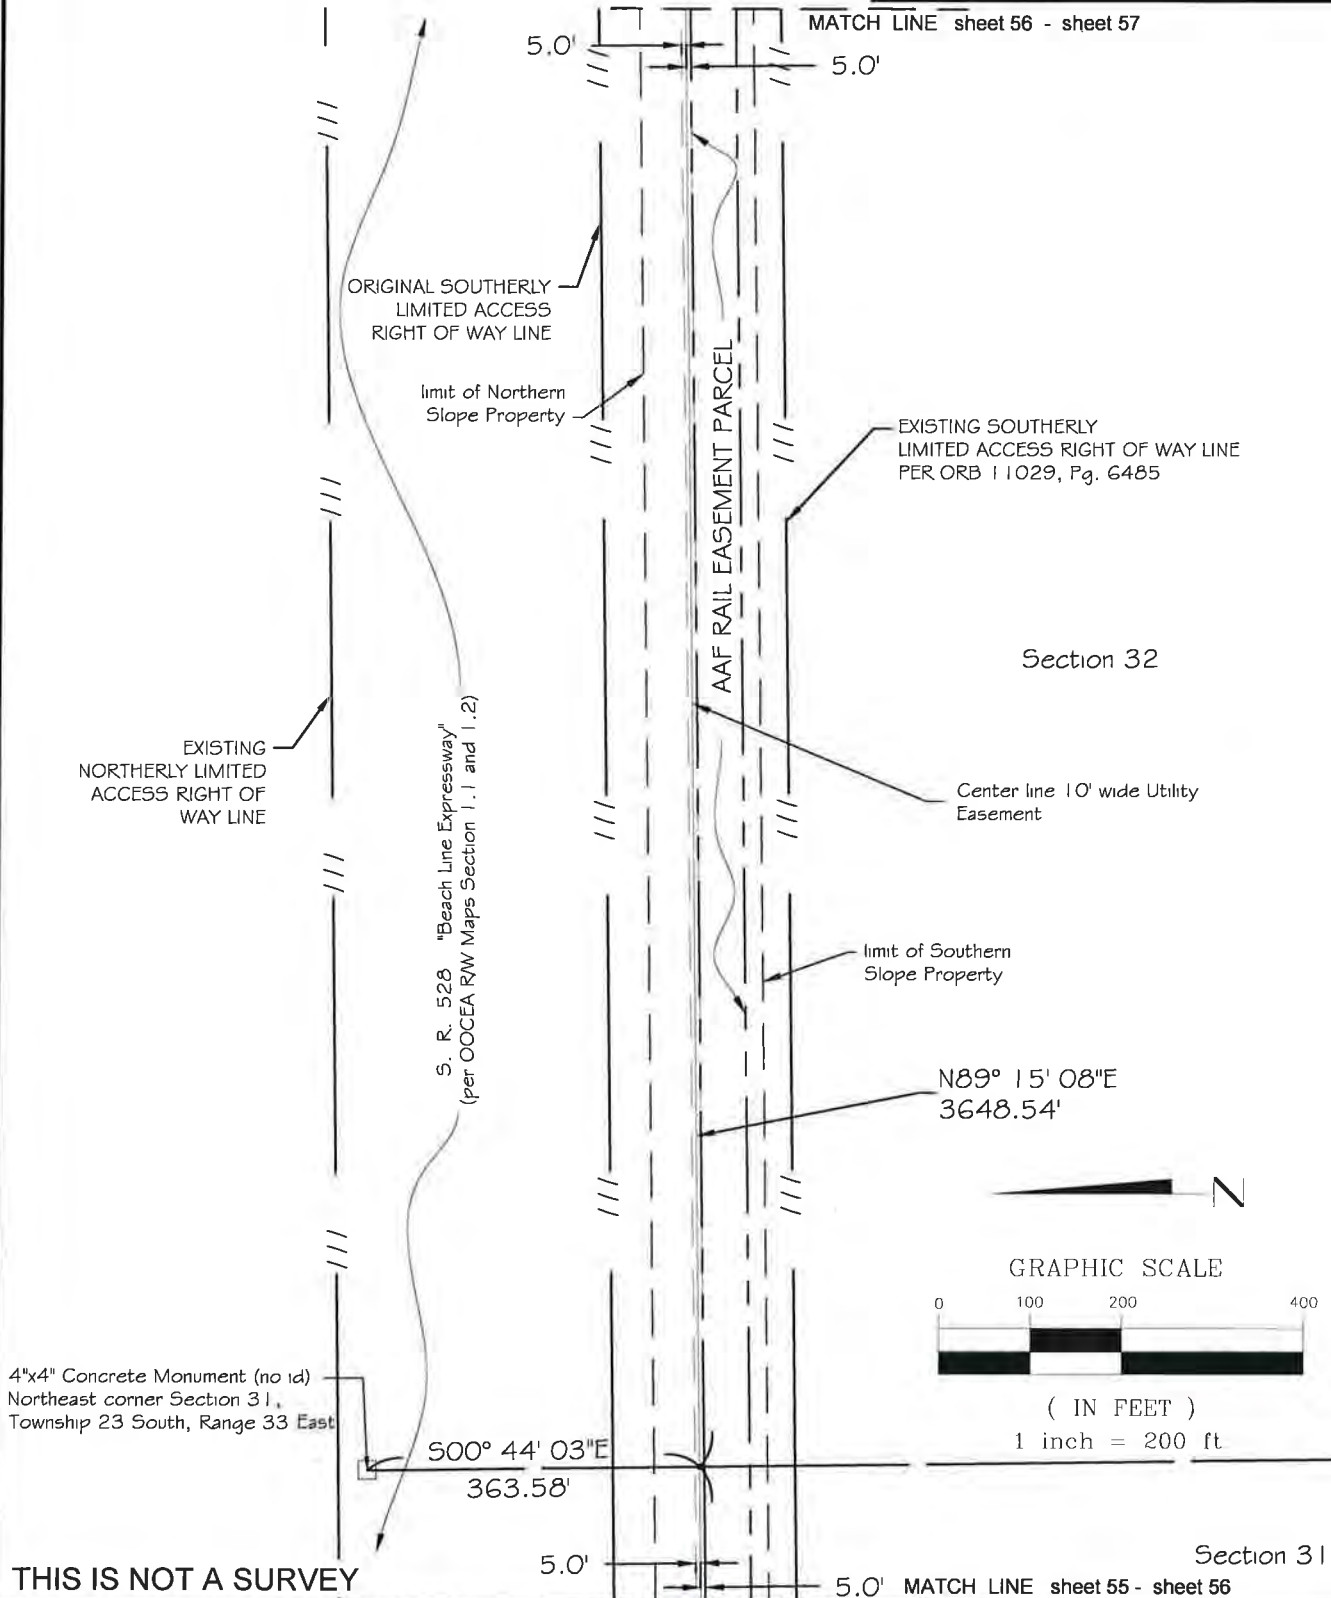 MATCH LINE sheet 56 - sheet 57
5.0'
5.0'
ORIGINAL SOUTHERLY
LIMITED ACCESS
RIGHT OF WAY LINE
limit of Northern
Slope Property
AAF RAIL EASEMENT PARCEL
EXISTING SOUTHERLY
LIMITED ACCESS RIGHT OF WAY LINE
PER ORB 11029, Pg. 6485
Section 32
EXISTING
NORTHERLY LIMITED
ACCESS RIGHT OF
WAY LINE
S. R. 528 "Beach Line Expressway"
(per OOCEA R/W Maps Section 1.1 and 1.2)
Center line 10' wide Utility
Easement
limit of Southern
Slope Property
N89° 15' 08"E
3648.54'
N
GRAPHIC SCALE
0 100 200 400
( IN FEET )
1 inch = 200 ft
4"x4" Concrete Monument (no id)
Northeast corner Section 31,
Township 23 South, Range 33 East
S00° 44' 03"E
363.58'
Section 31
5.0'
5.0'
MATCH LINE sheet 55 - sheet 56
THIS IS NOT A SURVEY